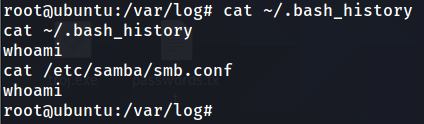 root@ubuntu:/var/log# cat ~/.bash_history
cat ~/.bash_history
whoami
cat /etc/samba/smb.conf
whoami
root@ubuntu:/var/log#